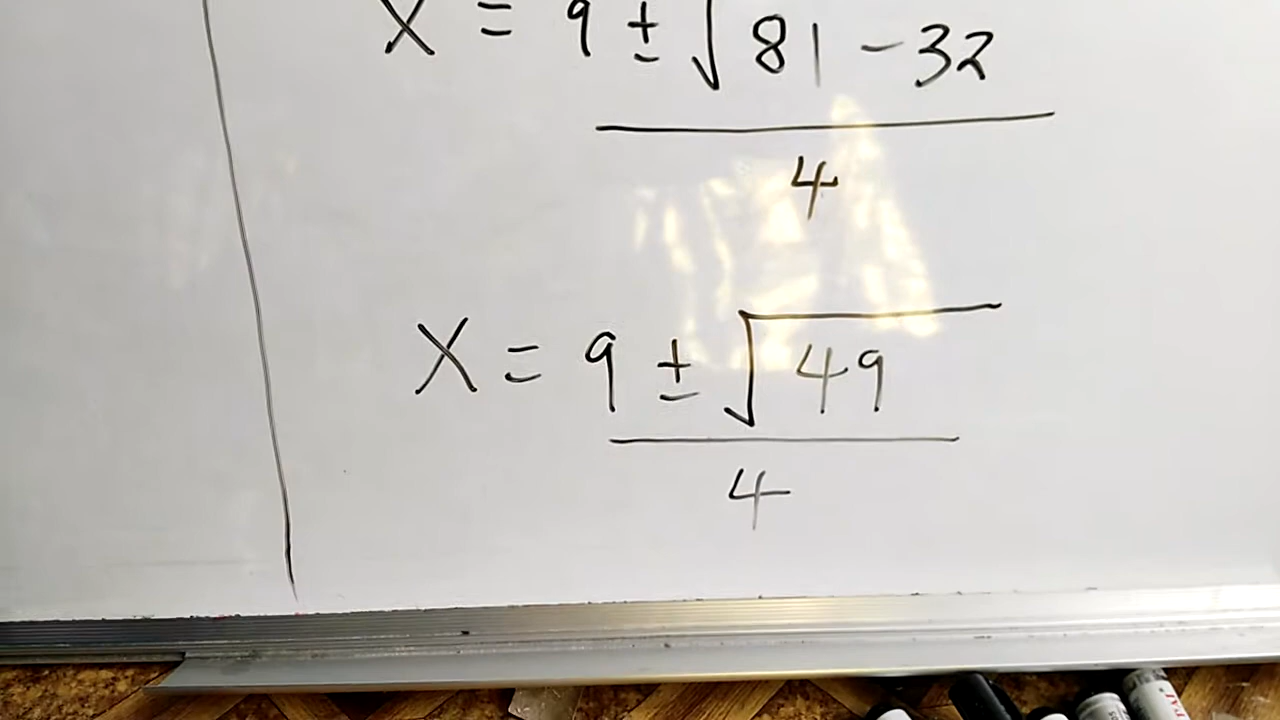 X = 9 ± √81 - 32
4
X = 9 ± √49
4